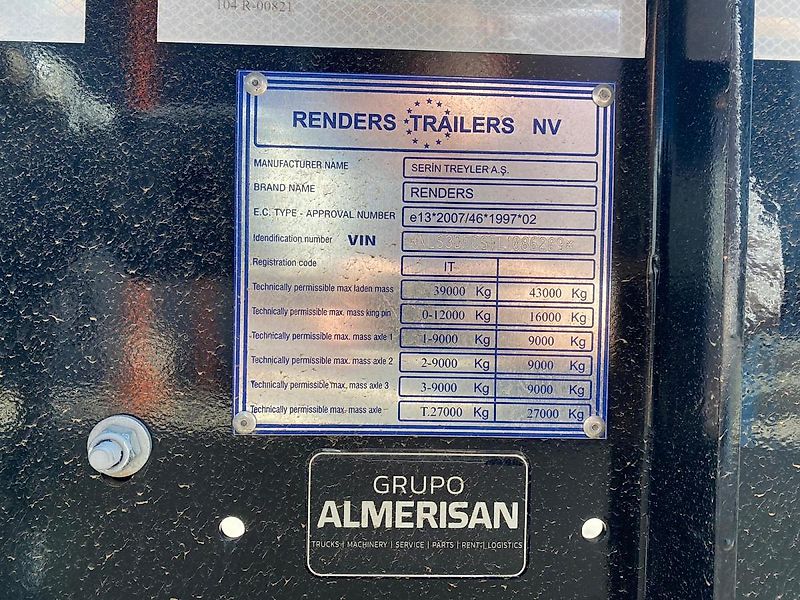 104 R-00821
RENDERS TRAILERS NV
MANUFACTURER NAME SERİN TREYLER A.Ş.
BRAND NAME RENDERS
E.C. TYPE - APPROVAL NUMBER e13*2007/46*1997*02
Identification number VIN
Registration code IT
Technically permissible max laden mass 39000 Kg 43000 Kg
Technically permissible max. mass king pin 0-12000 Kg 16000 Kg
Technically permissible max. mass axle 1 1-9000 Kg 9000 Kg
Technically permissible max. mass axle 2 2-9000 Kg 9000 Kg
Technically permissible max. mass axle 3 3-9000 Kg 9000 Kg
Technically permissible max. mass axle T.27000 Kg 27000 Kg
GRUPO
ALMERISAN
TRUCKS | MACHINERY | SERVICE | PARTS | RENT | LOGISTICS